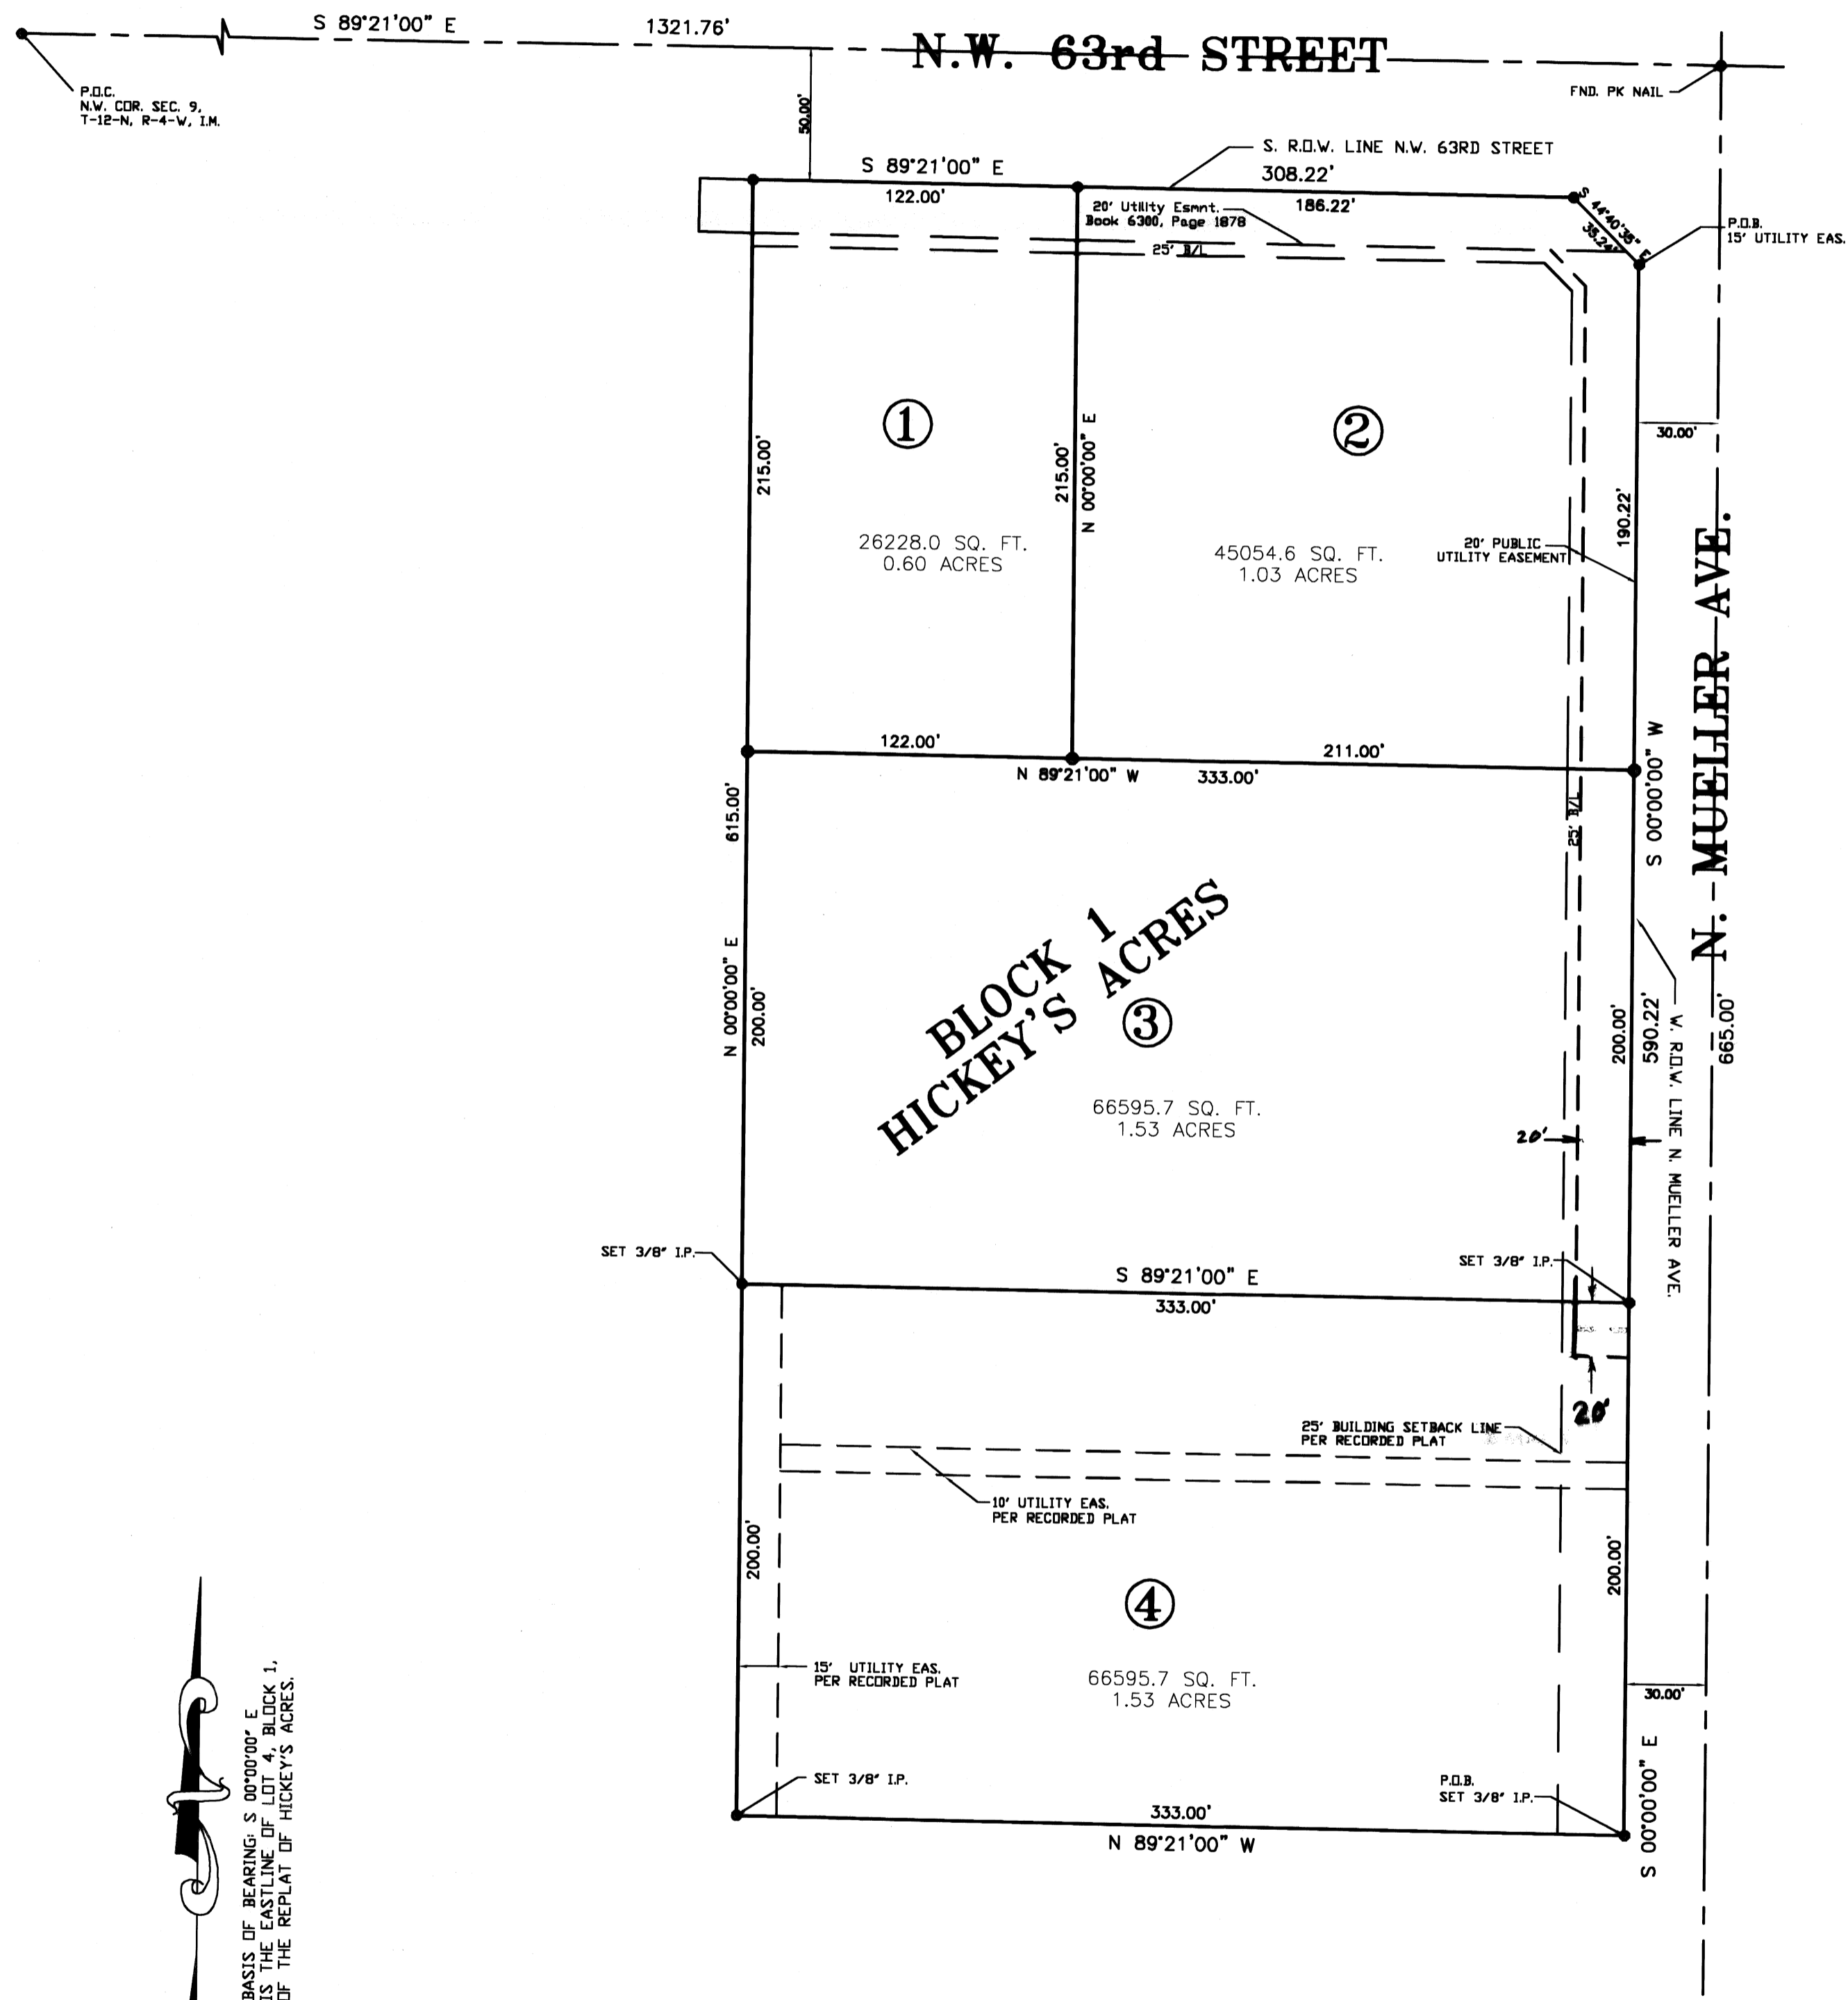 S 89°21'00" E
1321.76'
N.W. 63rd STREET
P.O.C.
N.W. COR. SEC. 9,
T-12-N, R-4-W, I.M.
50.00'
FND. PK NAIL
S. R.O.W. LINE N.W. 63RD STREET
S 89°21'00" E
308.22'
122.00'
186.22'
20' Utility Esmnt.
Book 6300, Page 1878
25' B/L
S 44°40'35" E
35.24'
P.O.B.
15' UTILITY EAS.
1
2
30.00'
215.00'
215.00'
N 00°00'00" E
190.22'
26228.0 SQ. FT.
0.60 ACRES
45054.6 SQ. FT.
1.03 ACRES
20' PUBLIC
UTILITY EASEMENT
N. MUELLER AVE.
122.00'
211.00'
N 89°21'00" W
333.00'
S 00°00'00" W
615.00'
25' B/L
N 00°00'00" E
200.00'
BLOCK 1
HICKEY'S ACRES
3
200.00'
590.22'
665.00'
W. R.O.W. LINE N. MUELLER AVE.
66595.7 SQ. FT.
1.53 ACRES
20'
SET 3/8" I.P.
SET 3/8" I.P.
S 89°21'00" E
333.00'
20'
25' BUILDING SETBACK LINE
PER RECORDED PLAT
10' UTILITY EAS.
PER RECORDED PLAT
200.00'
200.00'
4
15' UTILITY EAS.
PER RECORDED PLAT
66595.7 SQ. FT.
1.53 ACRES
30.00'
SET 3/8" I.P.
P.O.B.
SET 3/8" I.P.
333.00'
N 89°21'00" W
S 00°00'00" E
BASIS OF BEARING: S 00°00'00" E
IS THE EASTLINE OF LOT 4, BLOCK 1,
OF THE REPLAT OF HICKEY'S ACRES.